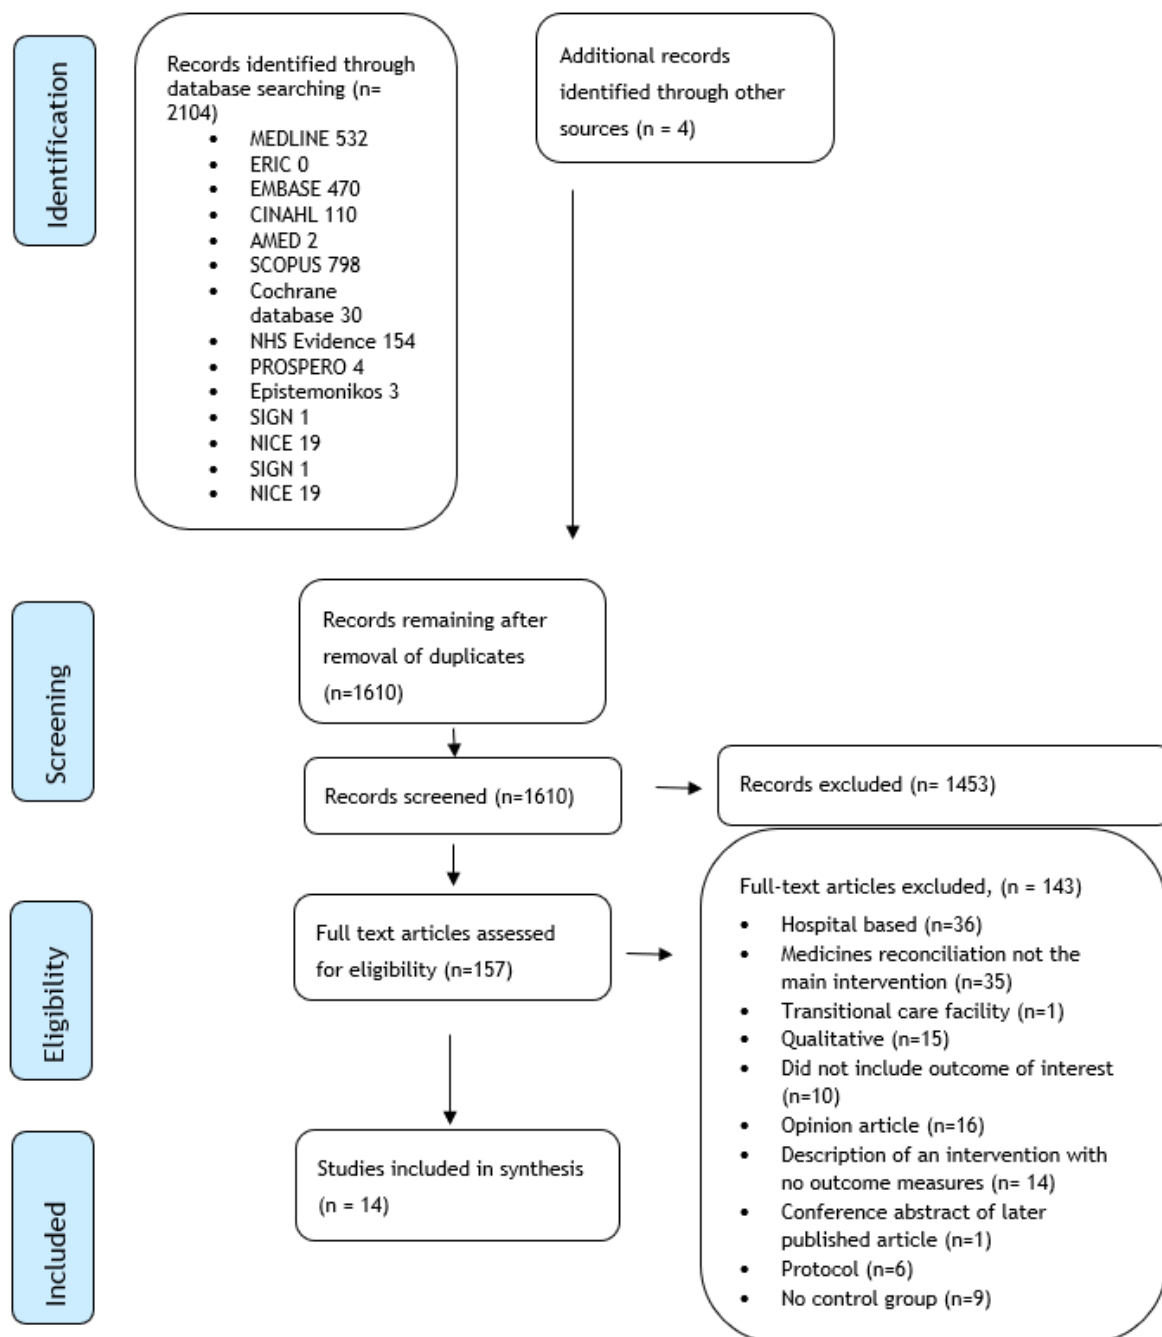 Identification
Records identified through
database searching (n=
2104)
• MEDLINE 532
• ERIC 0
• EMBASE 470
• CINAHL 110
• AMED 2
• SCOPUS 798
• Cochrane
database 30
• NHS Evidence 154
• PROSPERO 4
• Epistemonikos 3
• SIGN 1
• NICE 19
• SIGN 1
• NICE 19
Additional records
identified through other
sources (n = 4)
Screening
Records remaining after
removal of duplicates
(n=1610)
Records screened (n=1610)
Records excluded (n= 1453)
Eligibility
Full text articles assessed
for eligibility (n=157)
Full-text articles excluded, (n = 143)
• Hospital based (n=36)
• Medicines reconciliation not the
main intervention (n=35)
• Transitional care facility (n=1)
• Qualitative (n=15)
• Did not include outcome of interest
(n=10)
• Opinion article (n=16)
• Description of an intervention with
no outcome measures (n= 14)
• Conference abstract of later
published article (n=1)
• Protocol (n=6)
• No control group (n=9)
Included
Studies included in synthesis
(n = 14)